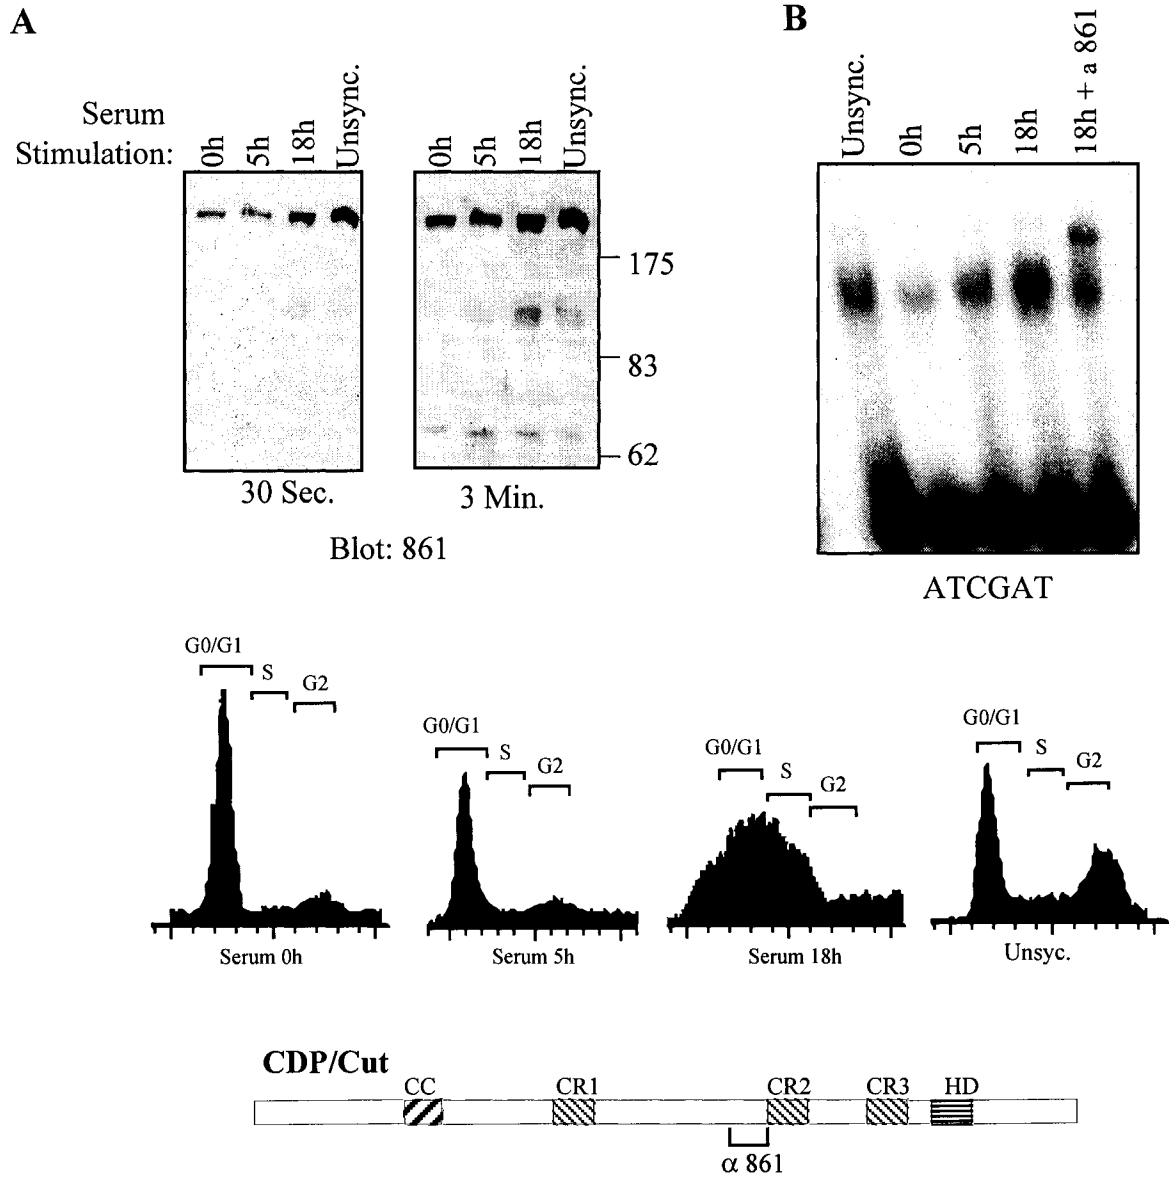 A
Serum
Stimulation:
0h
5h
18h
Unsync.
0h
5h
18h
Unsync.
175
83
62
30 Sec.
3 Min.
Blot: 861
B
Unsync.
0h
5h
18h
18h + a 861
ATCGAT
G0/G1
S
G2
Serum 0h
G0/G1
S
G2
Serum 5h
G0/G1
S
G2
Serum 18h
G0/G1
S
G2
Unsyc.
CDP/Cut
CC
CR1
CR2
CR3
HD
α 861